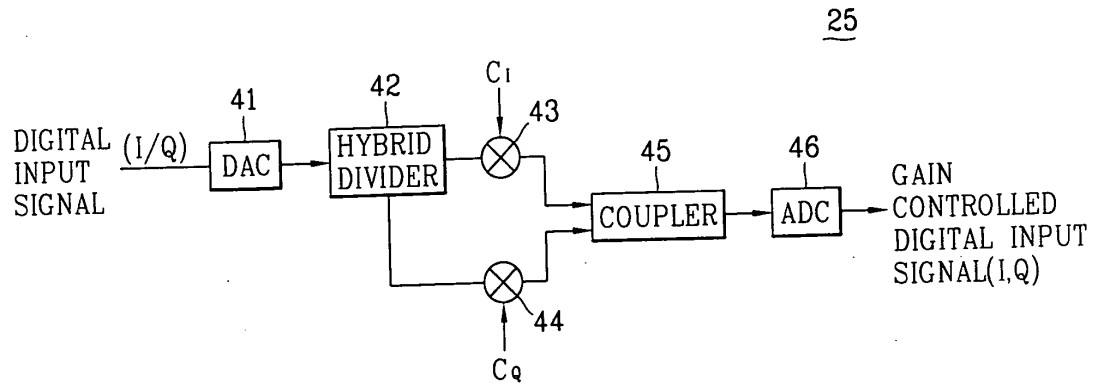 25
DIGITAL
INPUT
SIGNAL
(I/Q)
41
DAC
42
HYBRID
DIVIDER
CI
43
44
CQ
45
COUPLER
46
ADC
GAIN
CONTROLLED
DIGITAL INPUT
SIGNAL(I,Q)